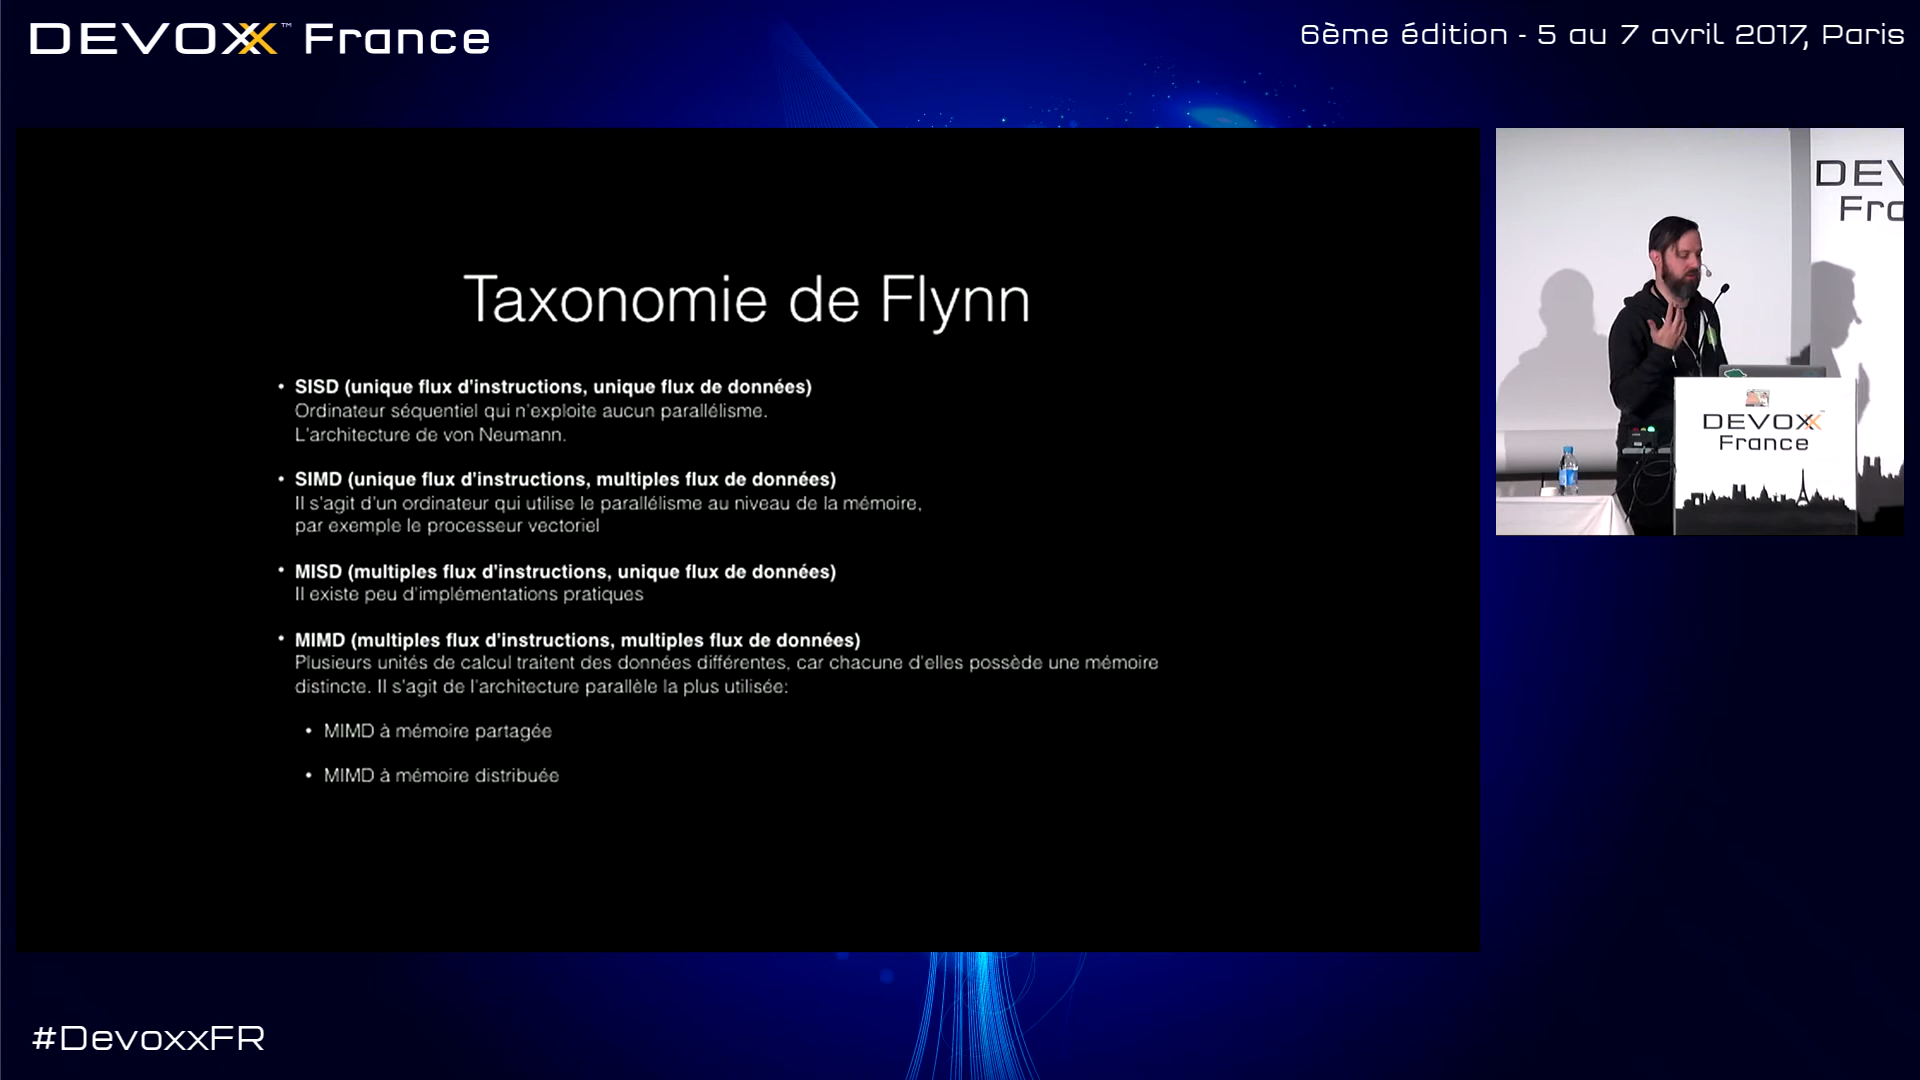 DEVOXX™ France
6ème édition - 5 au 7 avril 2017, Paris
Taxonomie de Flynn
• SISD (unique flux d'instructions, unique flux de données)
Ordinateur séquentiel qui n'exploite aucun parallélisme.
L'architecture de von Neumann.
• SIMD (unique flux d'instructions, multiples flux de données)
Il s'agit d'un ordinateur qui utilise le parallélisme au niveau de la mémoire,
par exemple le processeur vectoriel
• MISD (multiples flux d'instructions, unique flux de données)
Il existe peu d'implémentations pratiques
• MIMD (multiples flux d'instructions, multiples flux de données)
Plusieurs unités de calcul traitent des données différentes, car chacune d'elles possède une mémoire
distincte. Il s'agit de l'architecture parallèle la plus utilisée:
• MIMD à mémoire partagée
• MIMD à mémoire distribuée
DEV
Fra
DEVOXX™
France
#DevoxxFR